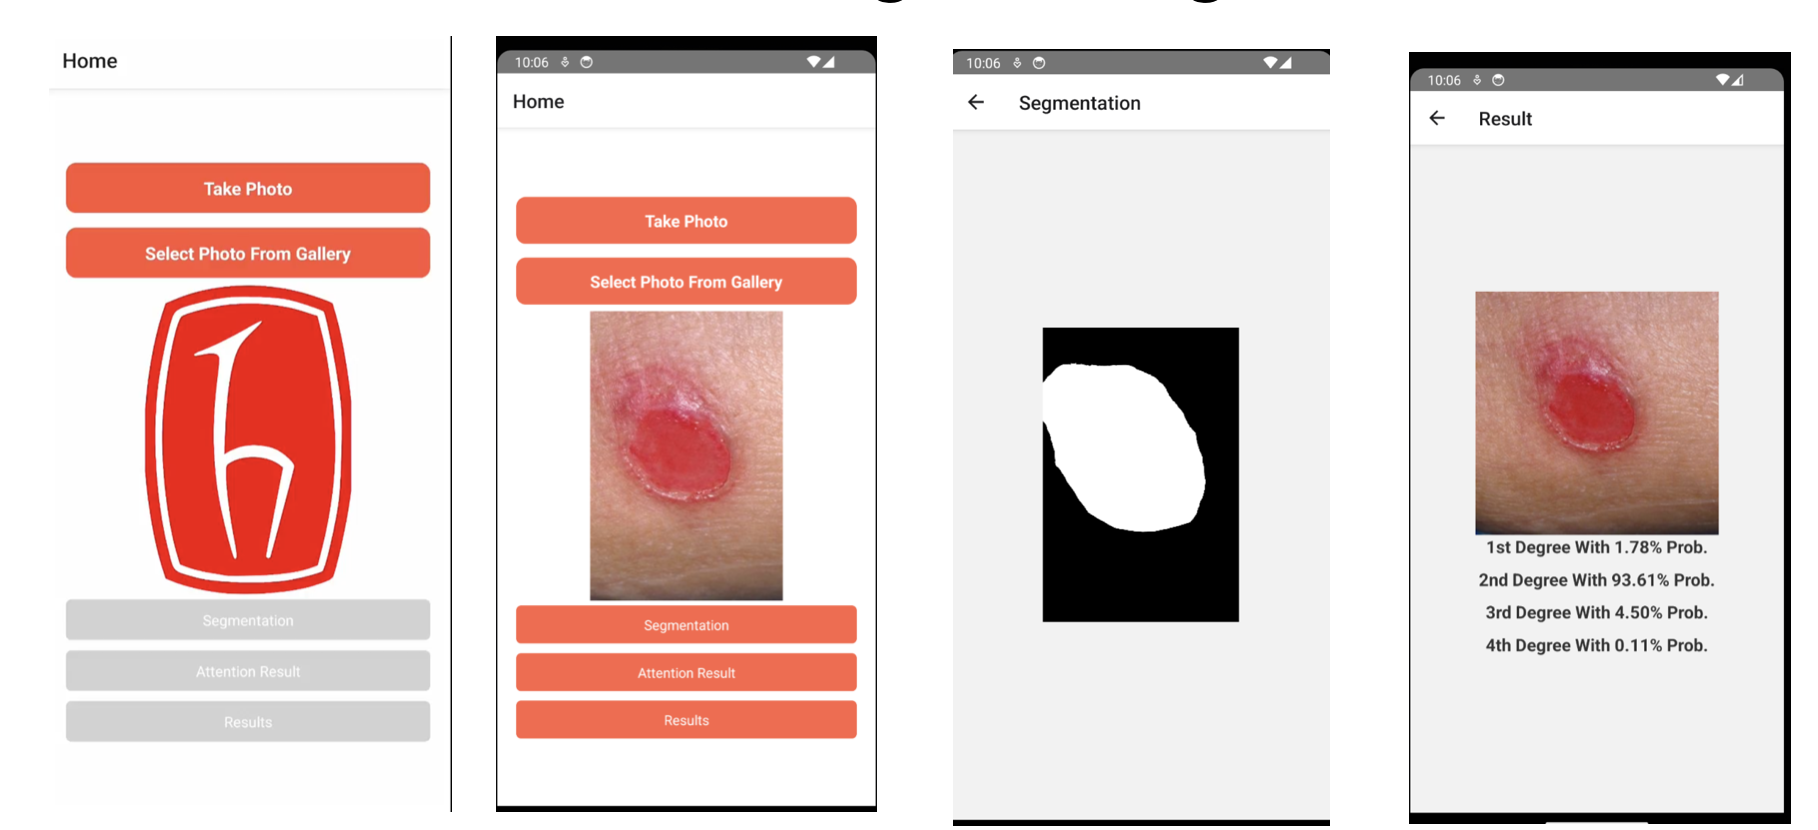 Home
Take Photo
Select Photo From Gallery
Segmentation
Attention Result
Results
10:06
Home
Take Photo
Select Photo From Gallery
Segmentation
Attention Result
Results
10:06
Segmentation
10:06
Result
1st Degree With 1.78% Prob.
2nd Degree With 93.61% Prob.
3rd Degree With 4.50% Prob.
4th Degree With 0.11% Prob.